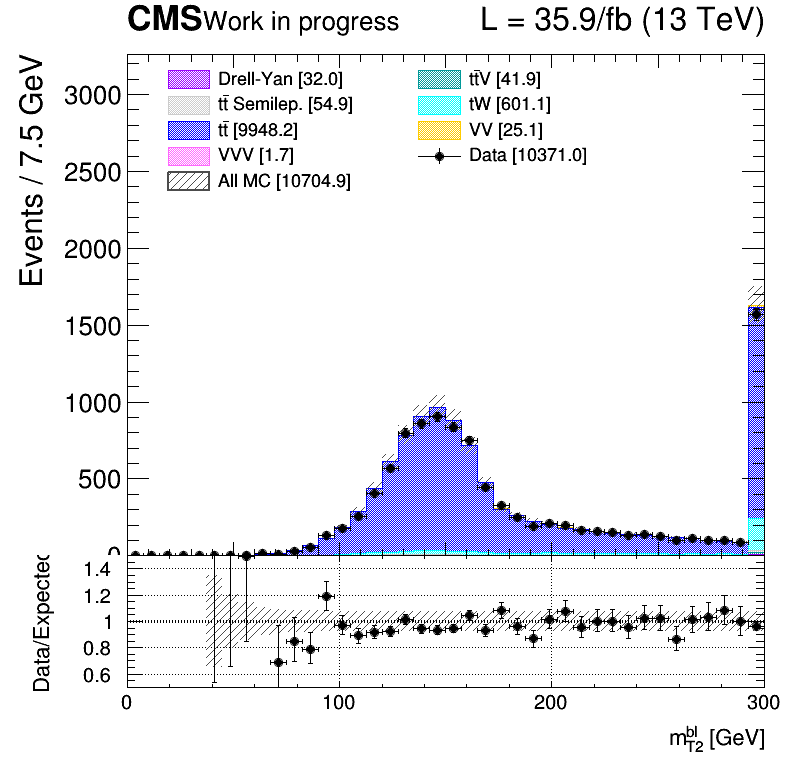 CMS Work in progress L = 35.9/fb (13 TeV)
Events / 7.5 GeV
3000
2500
2000
1500
1000
500
0
Drell-Yan [32.0]
tt̄ Semilep. [54.9]
tt̄ [9948.2]
VVV [1.7]
All MC [10704.9]
tt̄V [41.9]
tW [601.1]
VV [25.1]
Data [10371.0]
Data/Expected
1.4
1.2
1
0.8
0.6
0 100 200 300
m_T2^bl [GeV]